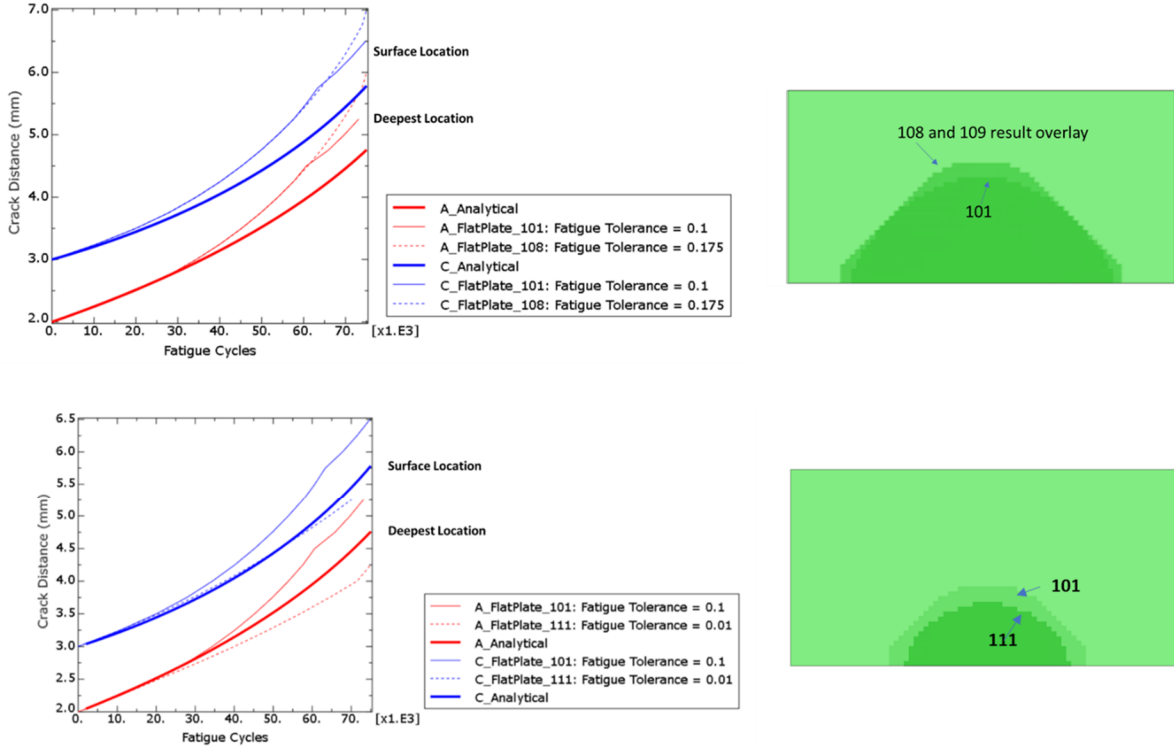 7.0
6.0
5.0
4.0
3.0
2.0
Crack Distance (mm)
0. 10. 20. 30. 40. 50. 60. 70. [x1.E3]
Fatigue Cycles
Surface Location
Deepest Location
A_Analytical
A_FlatPlate_101: Fatigue Tolerance = 0.1
A_FlatPlate_108: Fatigue Tolerance = 0.175
C_Analytical
C_FlatPlate_101: Fatigue Tolerance = 0.1
C_FlatPlate_108: Fatigue Tolerance = 0.175
108 and 109 result overlay
101
6.5
6.0
5.5
5.0
4.5
4.0
3.5
3.0
2.5
2.0
Crack Distance (mm)
0. 10. 20. 30. 40. 50. 60. 70. [x1.E3]
Fatigue Cycles
Surface Location
Deepest Location
A_FlatPlate_101: Fatigue Tolerance = 0.1
A_FlatPlate_111: Fatigue Tolerance = 0.01
A_Analytical
C_FlatPlate_101: Fatigue Tolerance = 0.1
C_FlatPlate_111: Fatigue Tolerance = 0.01
C_Analytical
101
111